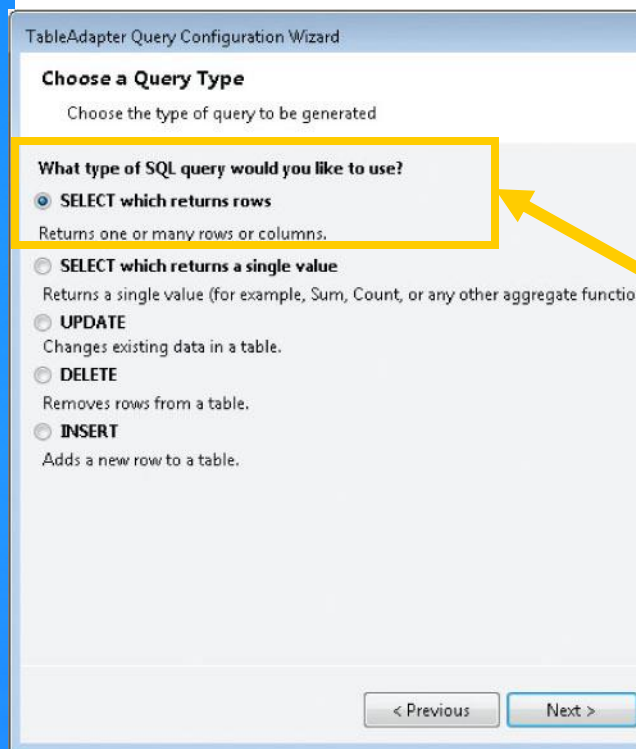 TableAdapter Query Configuration Wizard
Choose a Query Type
Choose the type of query to be generated
What type of SQL query would you like to use?
SELECT which returns rows
Returns one or many rows or columns.
SELECT which returns a single value
Returns a single value (for example, Sum, Count, or any other aggregate functio
UPDATE
Changes existing data in a table.
DELETE
Removes rows from a table.
INSERT
Adds a new row to a table.
< Previous Next >